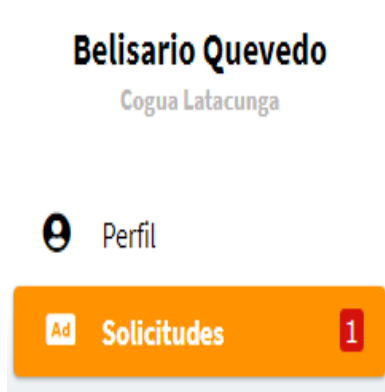 Belisario Quevedo
Cogua Latacunga
Perfil
Ad Solicitudes 1